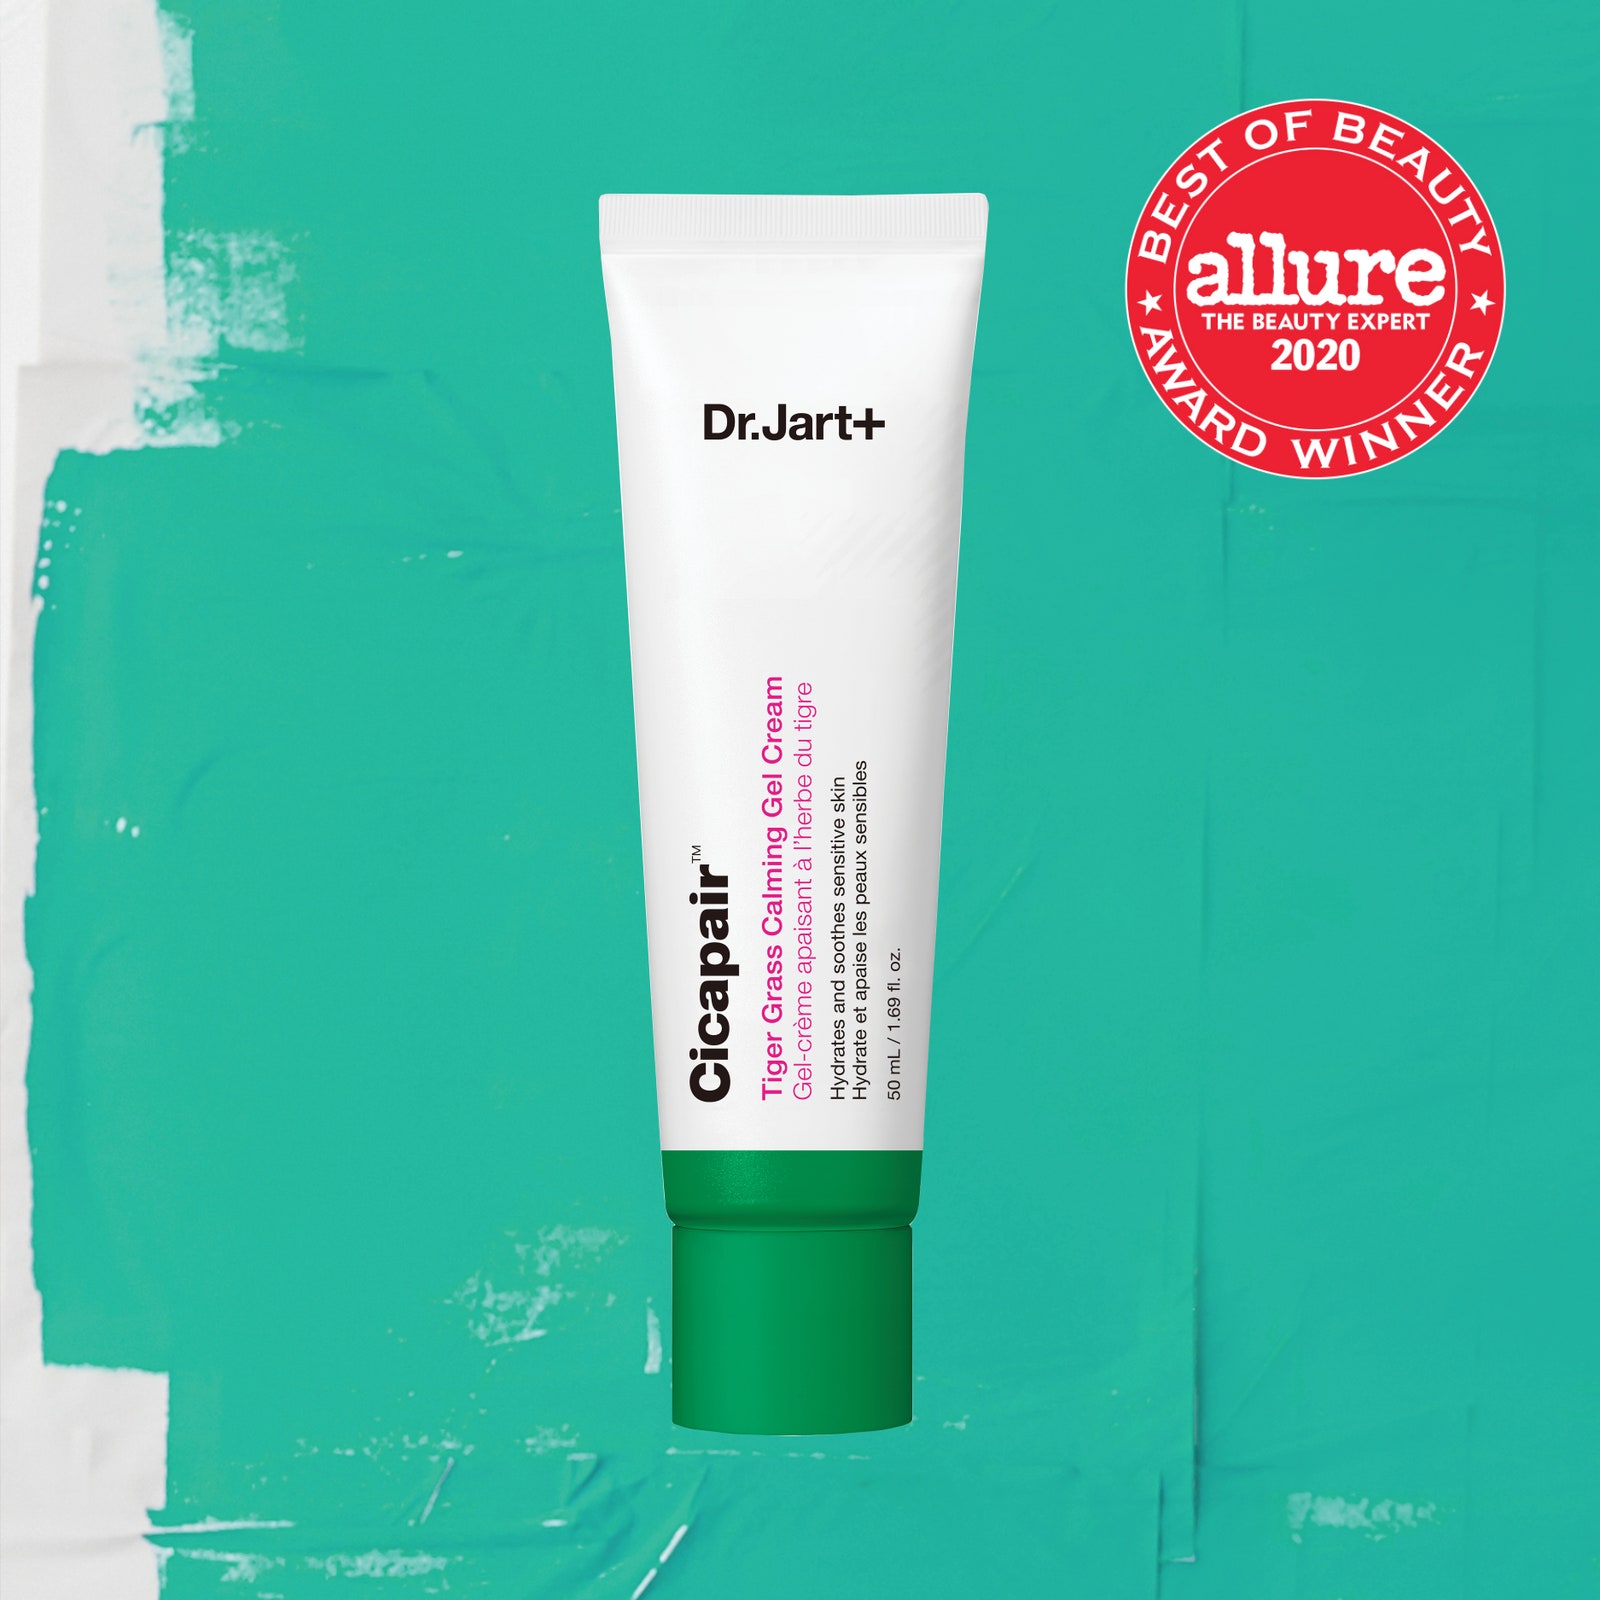 BEST OF BEAUTY
allure
THE BEAUTY EXPERT
2020
AWARD WINNER
Dr.Jart+
Cicapair™
Tiger Grass Calming Gel Cream
Gel-crème apaisant à l'herbe du tigre
Hydrates and soothes sensitive skin
Hydrate et apaise les peaux sensibles
50 mL / 1.69 fl. oz.